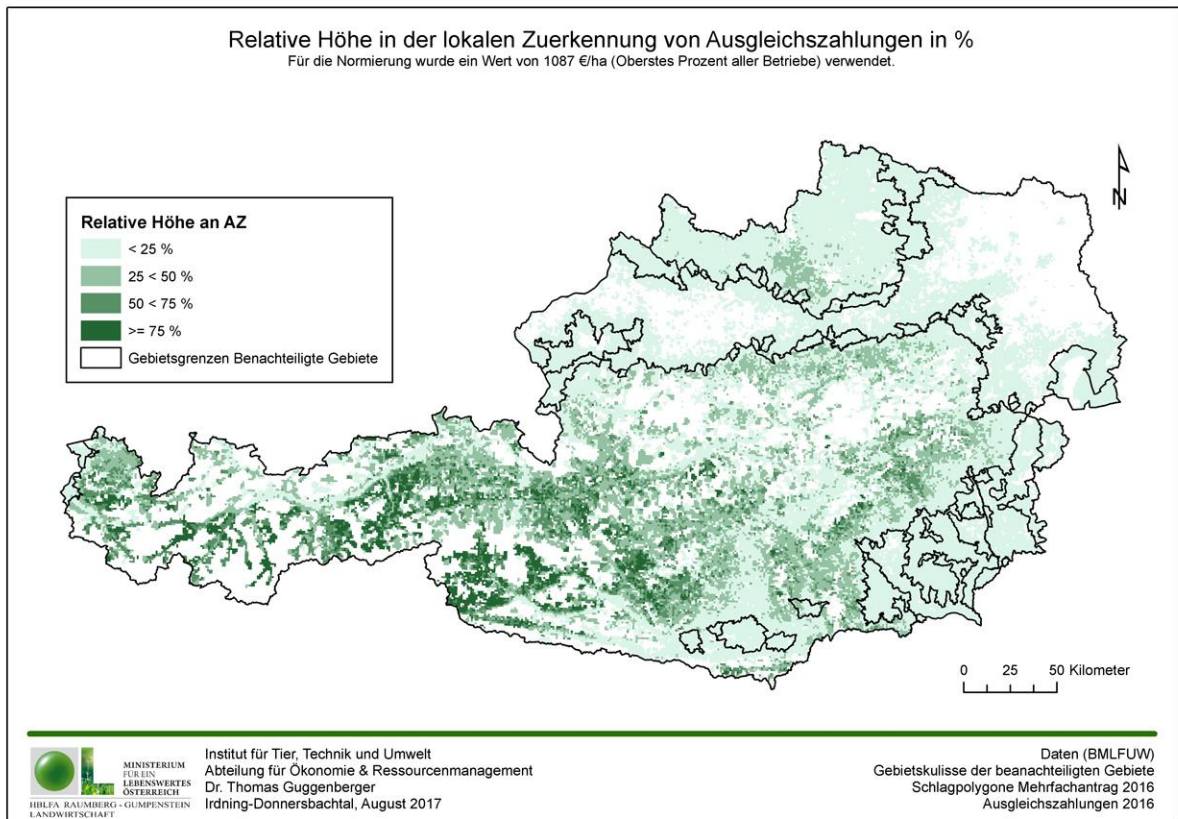 Relative Höhe in der lokalen Zuerkennung von Ausgleichszahlungen in %
Für die Normierung wurde ein Wert von 1087 €/ha (Oberstes Prozent aller Betriebe) verwendet.
N
Relative Höhe an AZ
< 25 %
25 < 50 %
50 < 75 %
>= 75 %
Gebietsgrenzen Benachteiligte Gebiete
0 25 50 Kilometer
MINISTERIUM
FÜR EIN
LEBENSWERTES
ÖSTERREICH
HBLFA RAUMBERG - GUMPENSTEIN
LANDWIRTSCHAFT
Institut für Tier, Technik und Umwelt
Abteilung für Ökonomie & Ressourcenmanagement
Dr. Thomas Guggenberger
Irdning-Donnersbachtal, August 2017
Daten (BMLFUW)
Gebietskulisse der beanachteiligten Gebiete
Schlagpolygone Mehrfachantrag 2016
Ausgleichszahlungen 2016